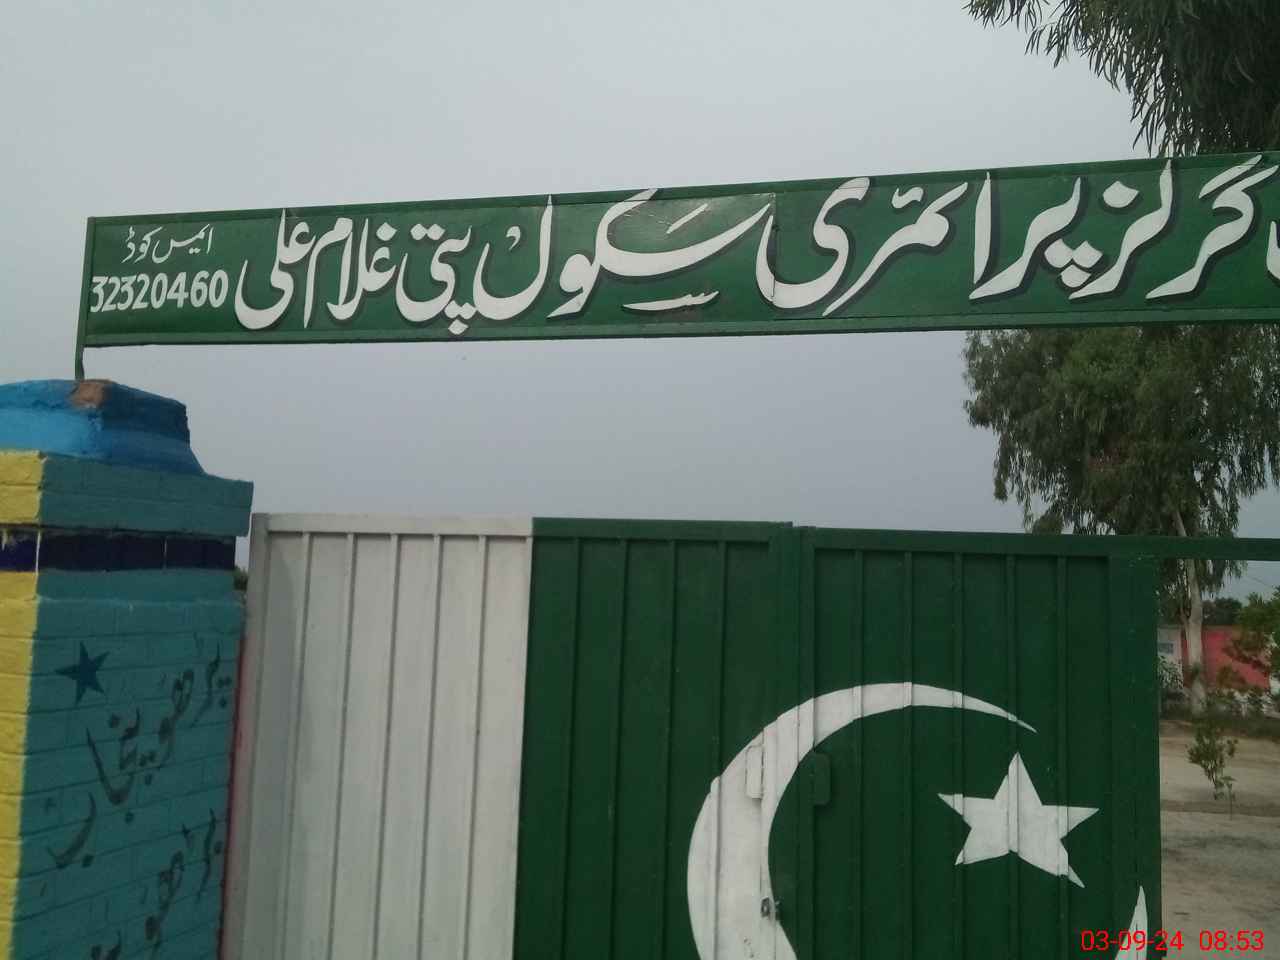 گرلز پرائمری سکول پتی غلام علی
ایمس کوڈ
32320460
03-09-24 08:53